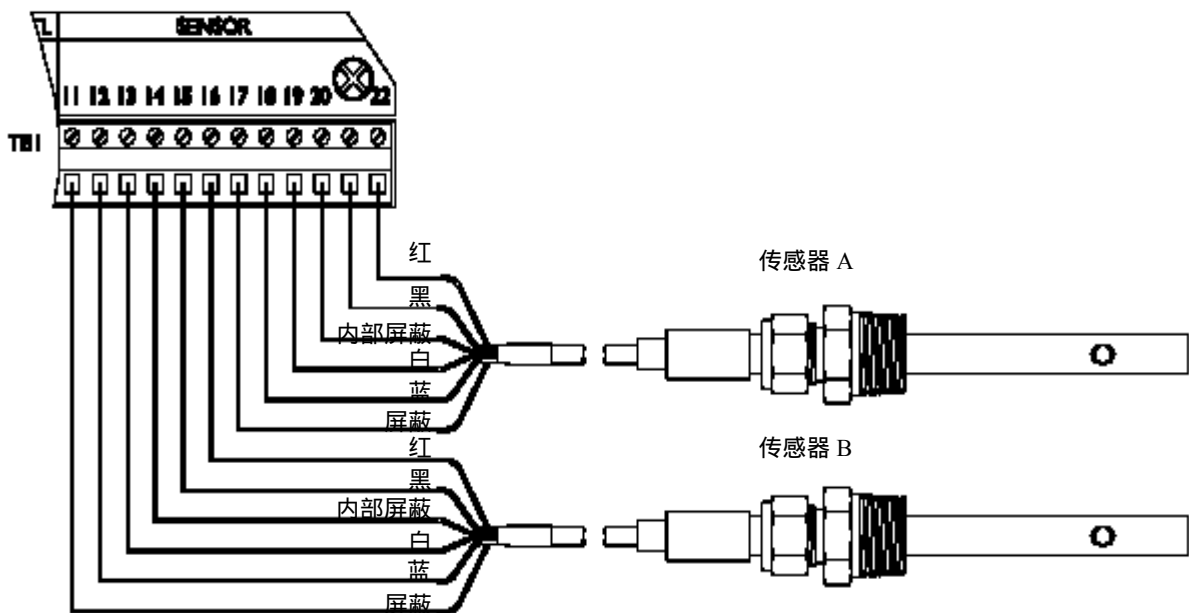 TL SENSOR
11 12 13 14 15 16 17 18 19 20 22
TB1
红
传感器 A
黑
内部屏蔽
白
蓝
屏蔽
红
传感器 B
黑
内部屏蔽
白
蓝
屏蔽